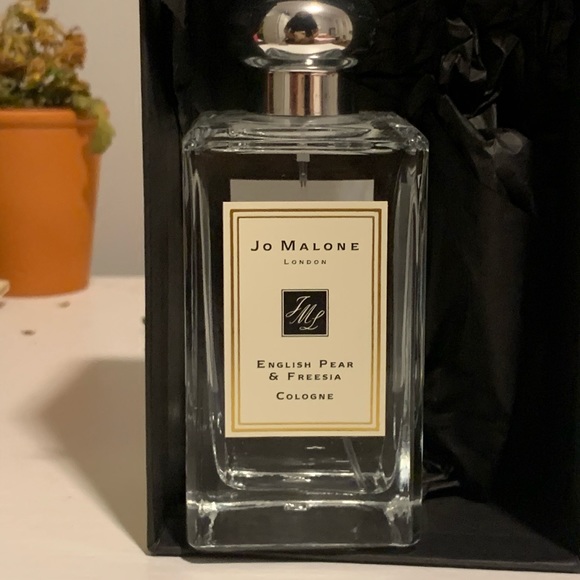 Jo Malone
London
JML
English Pear
& Freesia
Cologne